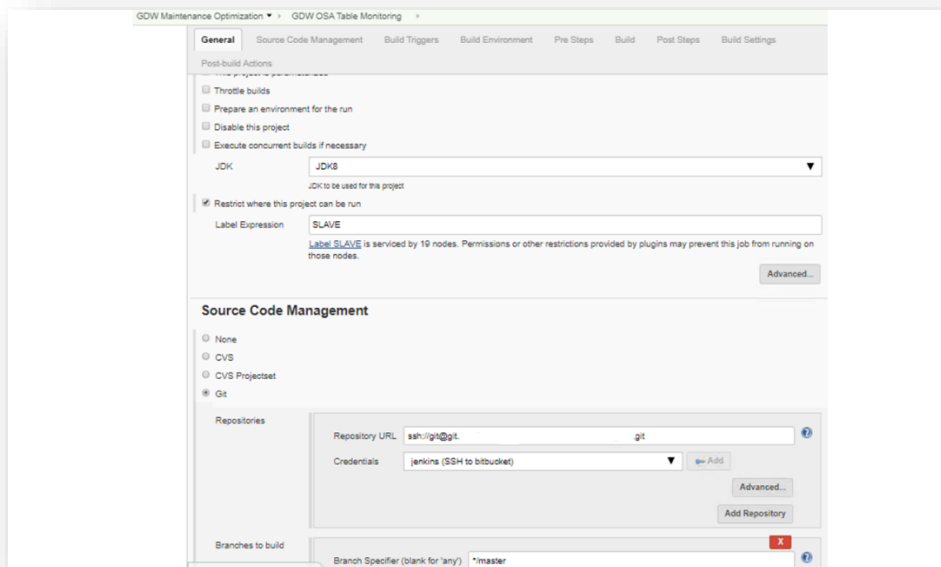 GDW Maintenance Optimization ▾ › GDW OSA Table Monitoring ›
General Source Code Management Build Triggers Build Environment Pre Steps Build Post Steps Build Settings
Post-build Actions
Throttle builds
Prepare an environment for the run
Disable this project
Execute concurrent builds if necessary
JDK JDK8
JDK to be used for this project
Restrict where this project can be run
Label Expression SLAVE
Label SLAVE is serviced by 19 nodes. Permissions or other restrictions provided by plugins may prevent this job from running on
those nodes.
Advanced...
Source Code Management
None
CVS
CVS Projectset
Git
Repositories
Repository URL ssh://git@git. .git
Credentials jenkins (SSH to bitbucket) Add
Advanced...
Add Repository
X
Branches to build
Branch Specifier (blank for 'any') */master